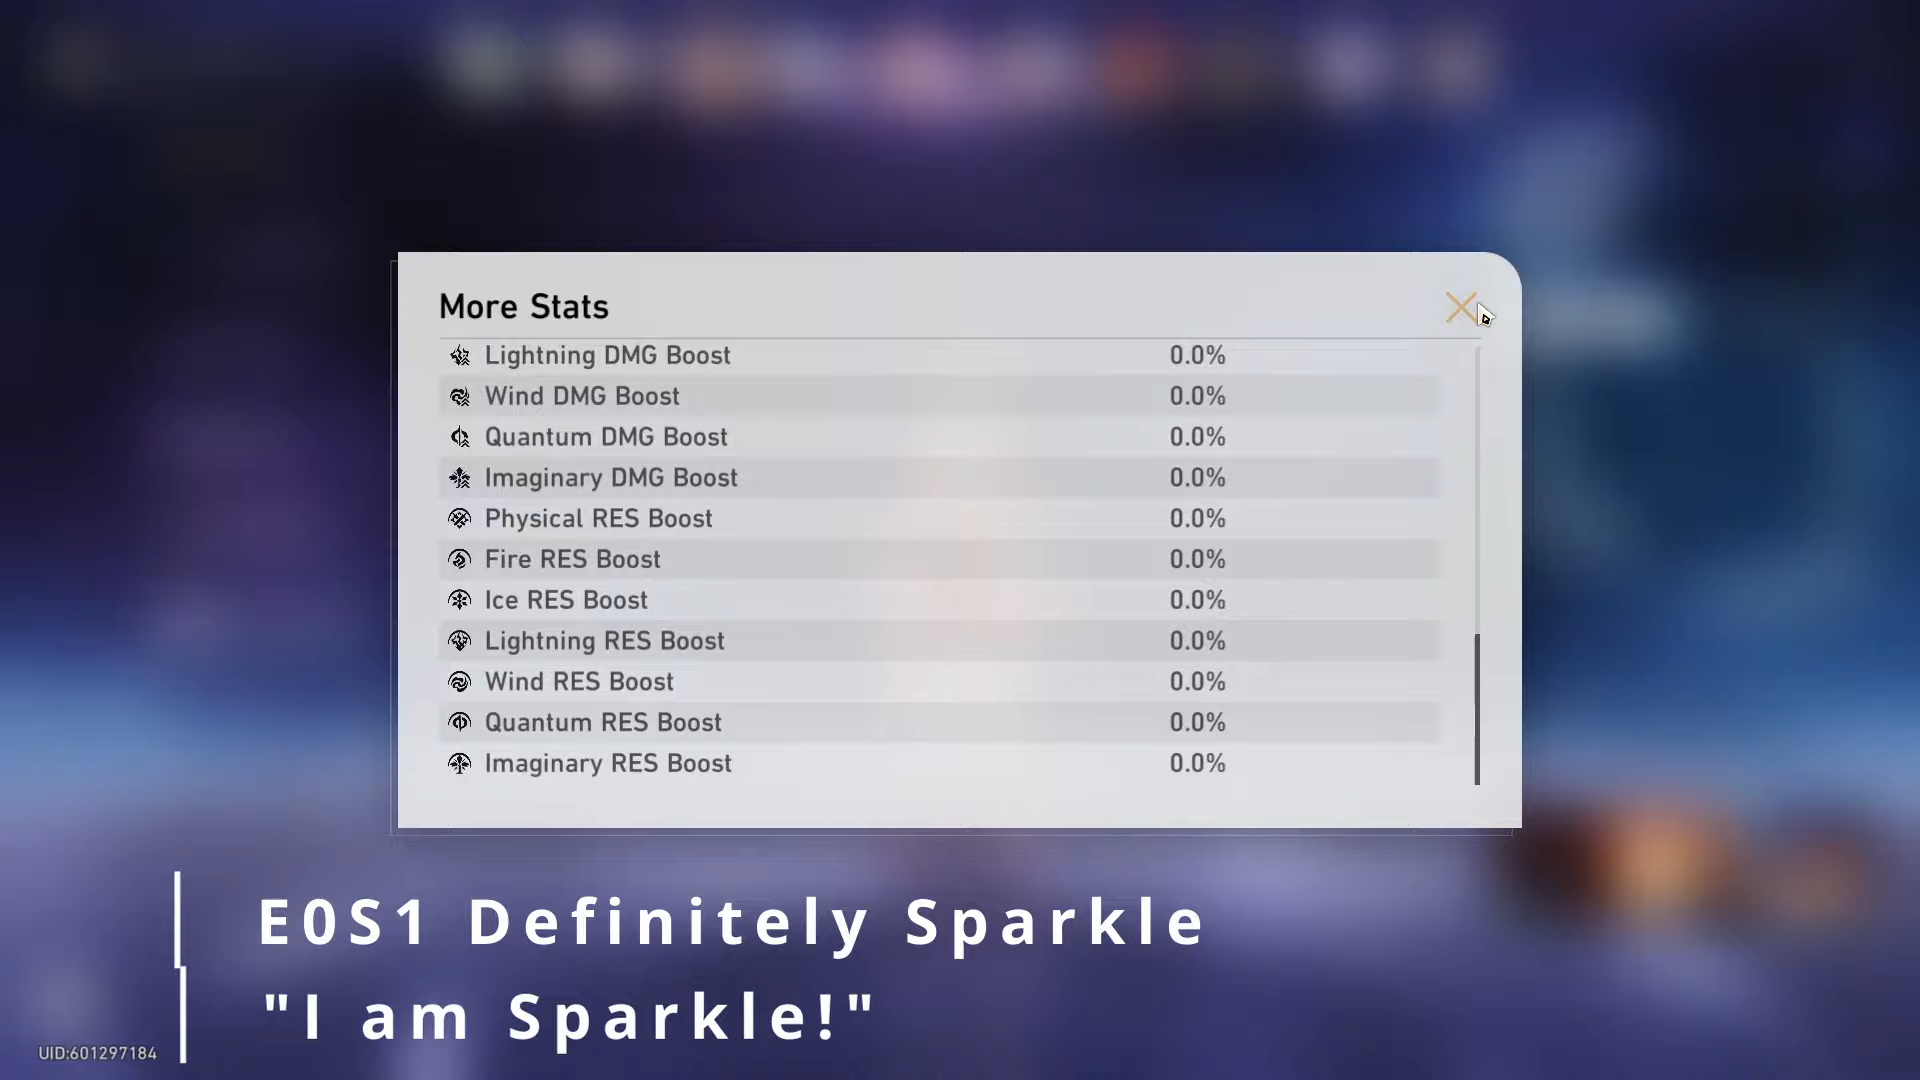 More Stats
Lightning DMG Boost 0.0%
Wind DMG Boost 0.0%
Quantum DMG Boost 0.0%
Imaginary DMG Boost 0.0%
Physical RES Boost 0.0%
Fire RES Boost 0.0%
Ice RES Boost 0.0%
Lightning RES Boost 0.0%
Wind RES Boost 0.0%
Quantum RES Boost 0.0%
Imaginary RES Boost 0.0%
E0S1 Definitely Sparkle
"I am Sparkle!"
UID:601297184